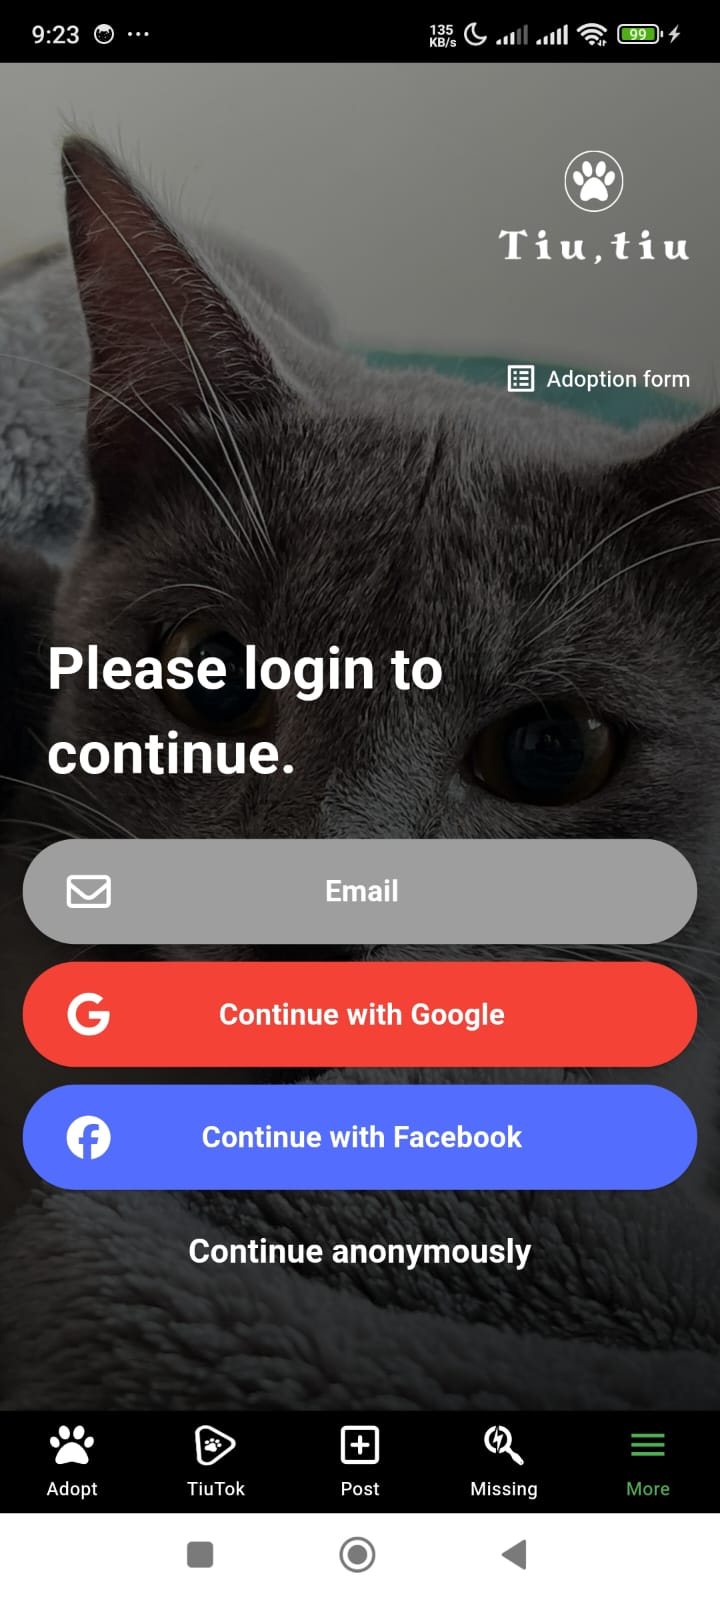 9:23
135
KB/s
99
Tiu,tiu
Adoption form
Please login to
continue.
Email
Continue with Google
Continue with Facebook
Continue anonymously
Adopt
TiuTok
Post
Missing
More